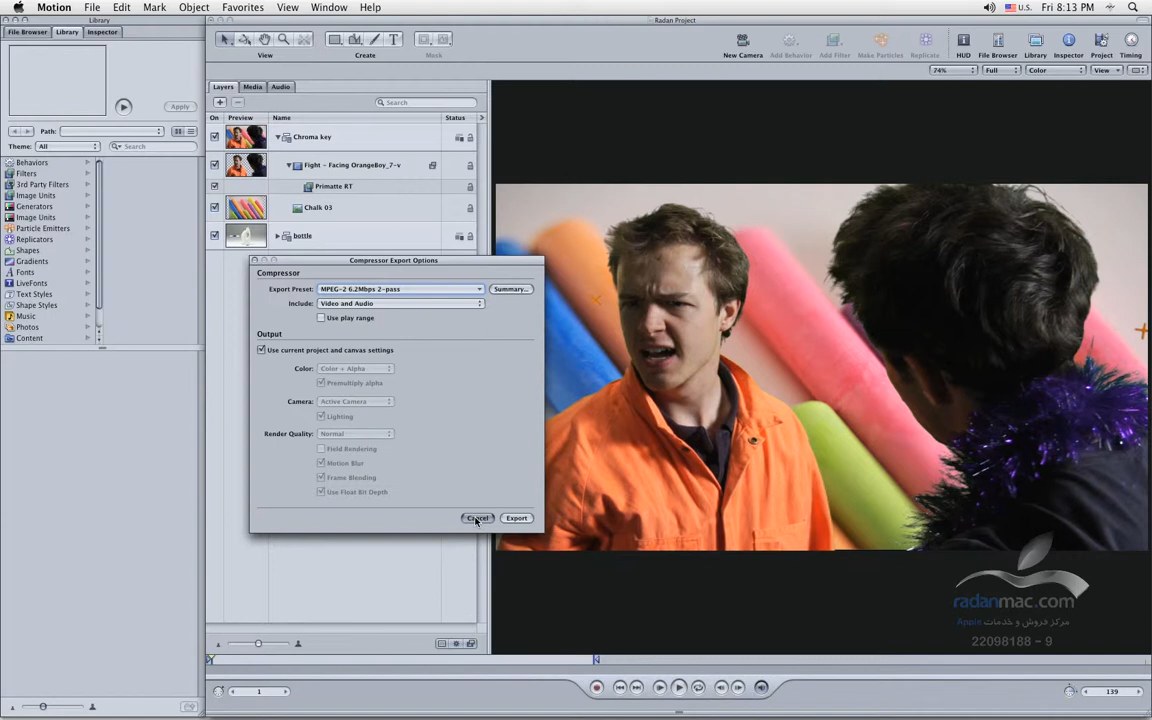 Motion File Edit Mark Object Favorites View Window Help U.S. Fri 8:13 PM
Library
Radan Project
File Browser Library Inspector
View Create Mask New Camera Add Behavior Add Filter Make Particles Replicate HUD File Browser Library Inspector Project Timing
74% Full Color View
Apply
Layers Media Audio
Search
On Preview Name Status
Path:
Theme: All Search
Behaviors
Filters
3rd Party Filters
Image Units
Generators
Image Units
Particle Emitters
Replicators
Shapes
Gradients
Fonts
LiveFonts
Text Styles
Shape Styles
Music
Photos
Content
Chroma key
Fight - Facing OrangeBoy_7-v
Primatte RT
Chalk 03
bottle
Compressor Export Options
Compressor
Export Preset: MPEG-2 6.2Mbps 2-pass Summary...
Include: Video and Audio
Use play range
Output
Use current project and canvas settings
Color: Color + Alpha
Premultiply alpha
Camera: Active Camera
Lighting
Render Quality: Normal
Field Rendering
Motion Blur
Frame Blending
Use Float Bit Depth
Cancel Export
radanmac.com
مرکز فروش و خدمات Apple
22098188 - 9
1
139